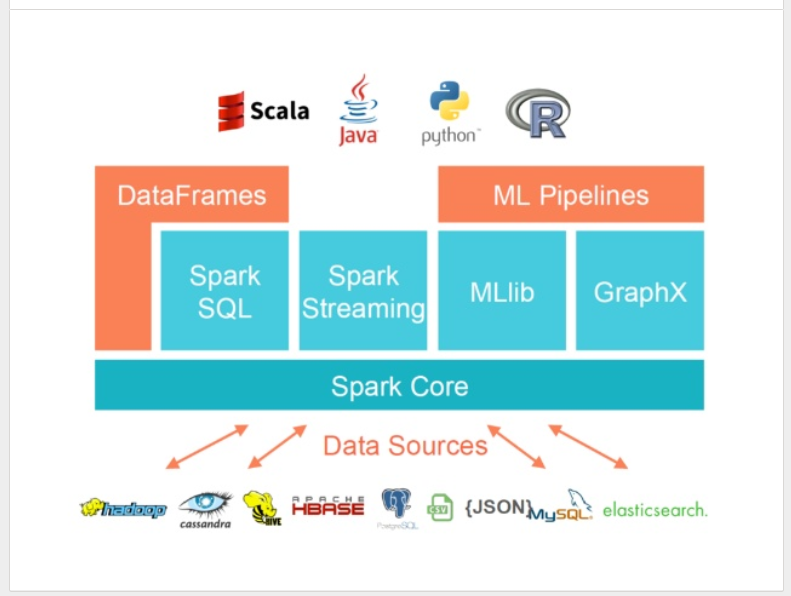 Scala
Java
python™
R
DataFrames
ML Pipelines
Spark
SQL
Spark
Streaming
MLlib
GraphX
Spark Core
Data Sources
hadoop
cassandra
HIVE
APACHE
HBASE
PostgreSQL
CSV
{JSON}
MySQL.
elasticsearch.